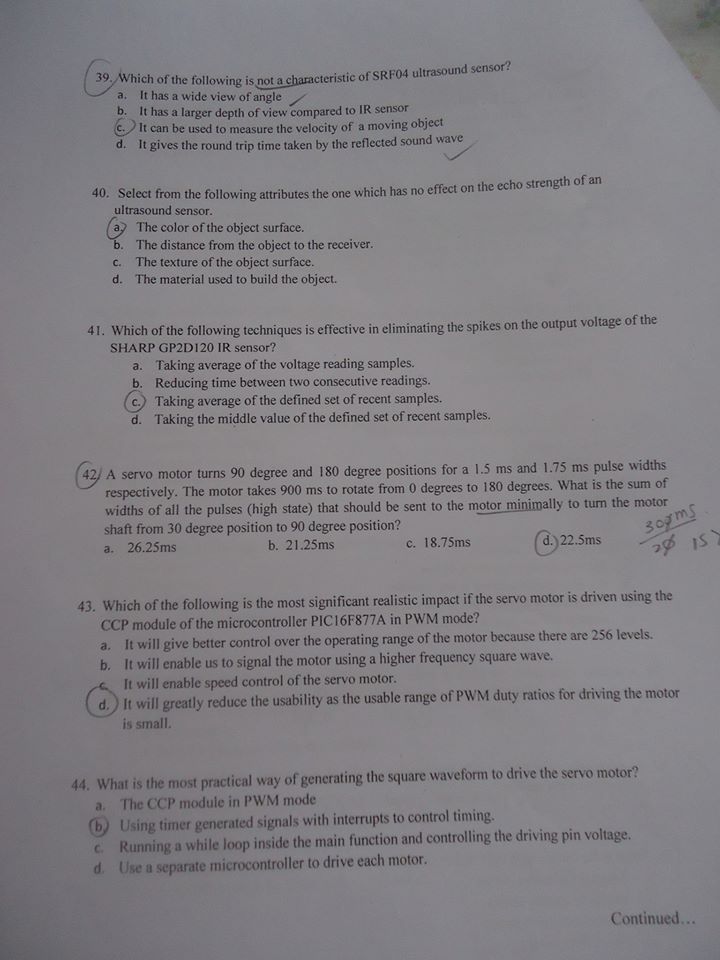 39. Which of the following is not a characteristic of SRF04 ultrasound sensor?
a. It has a wide view of angle
b. It has a larger depth of view compared to IR sensor
c. It can be used to measure the velocity of a moving object
d. It gives the round trip time taken by the reflected sound wave
40. Select from the following attributes the one which has no effect on the echo strength of an
ultrasound sensor.
a. The color of the object surface.
b. The distance from the object to the receiver.
c. The texture of the object surface.
d. The material used to build the object.
41. Which of the following techniques is effective in eliminating the spikes on the output voltage of the
SHARP GP2D120 IR sensor?
a. Taking average of the voltage reading samples.
b. Reducing time between two consecutive readings.
c. Taking average of the defined set of recent samples.
d. Taking the middle value of the defined set of recent samples.
42. A servo motor turns 90 degree and 180 degree positions for a 1.5 ms and 1.75 ms pulse widths
respectively. The motor takes 900 ms to rotate from 0 degrees to 180 degrees. What is the sum of
widths of all the pulses (high state) that should be sent to the motor minimally to turn the motor
shaft from 30 degree position to 90 degree position?
a. 26.25ms b. 21.25ms c. 18.75ms d. 22.5ms
43. Which of the following is the most significant realistic impact if the servo motor is driven using the
CCP module of the microcontroller PIC16F877A in PWM mode?
a. It will give better control over the operating range of the motor because there are 256 levels.
b. It will enable us to signal the motor using a higher frequency square wave.
c. It will enable speed control of the servo motor.
d. It will greatly reduce the usability as the usable range of PWM duty ratios for driving the motor
is small.
44. What is the most practical way of generating the square waveform to drive the servo motor?
a. The CCP module in PWM mode
b. Using timer generated signals with interrupts to control timing.
c. Running a while loop inside the main function and controlling the driving pin voltage.
d. Use a separate microcontroller to drive each motor.
Continued…